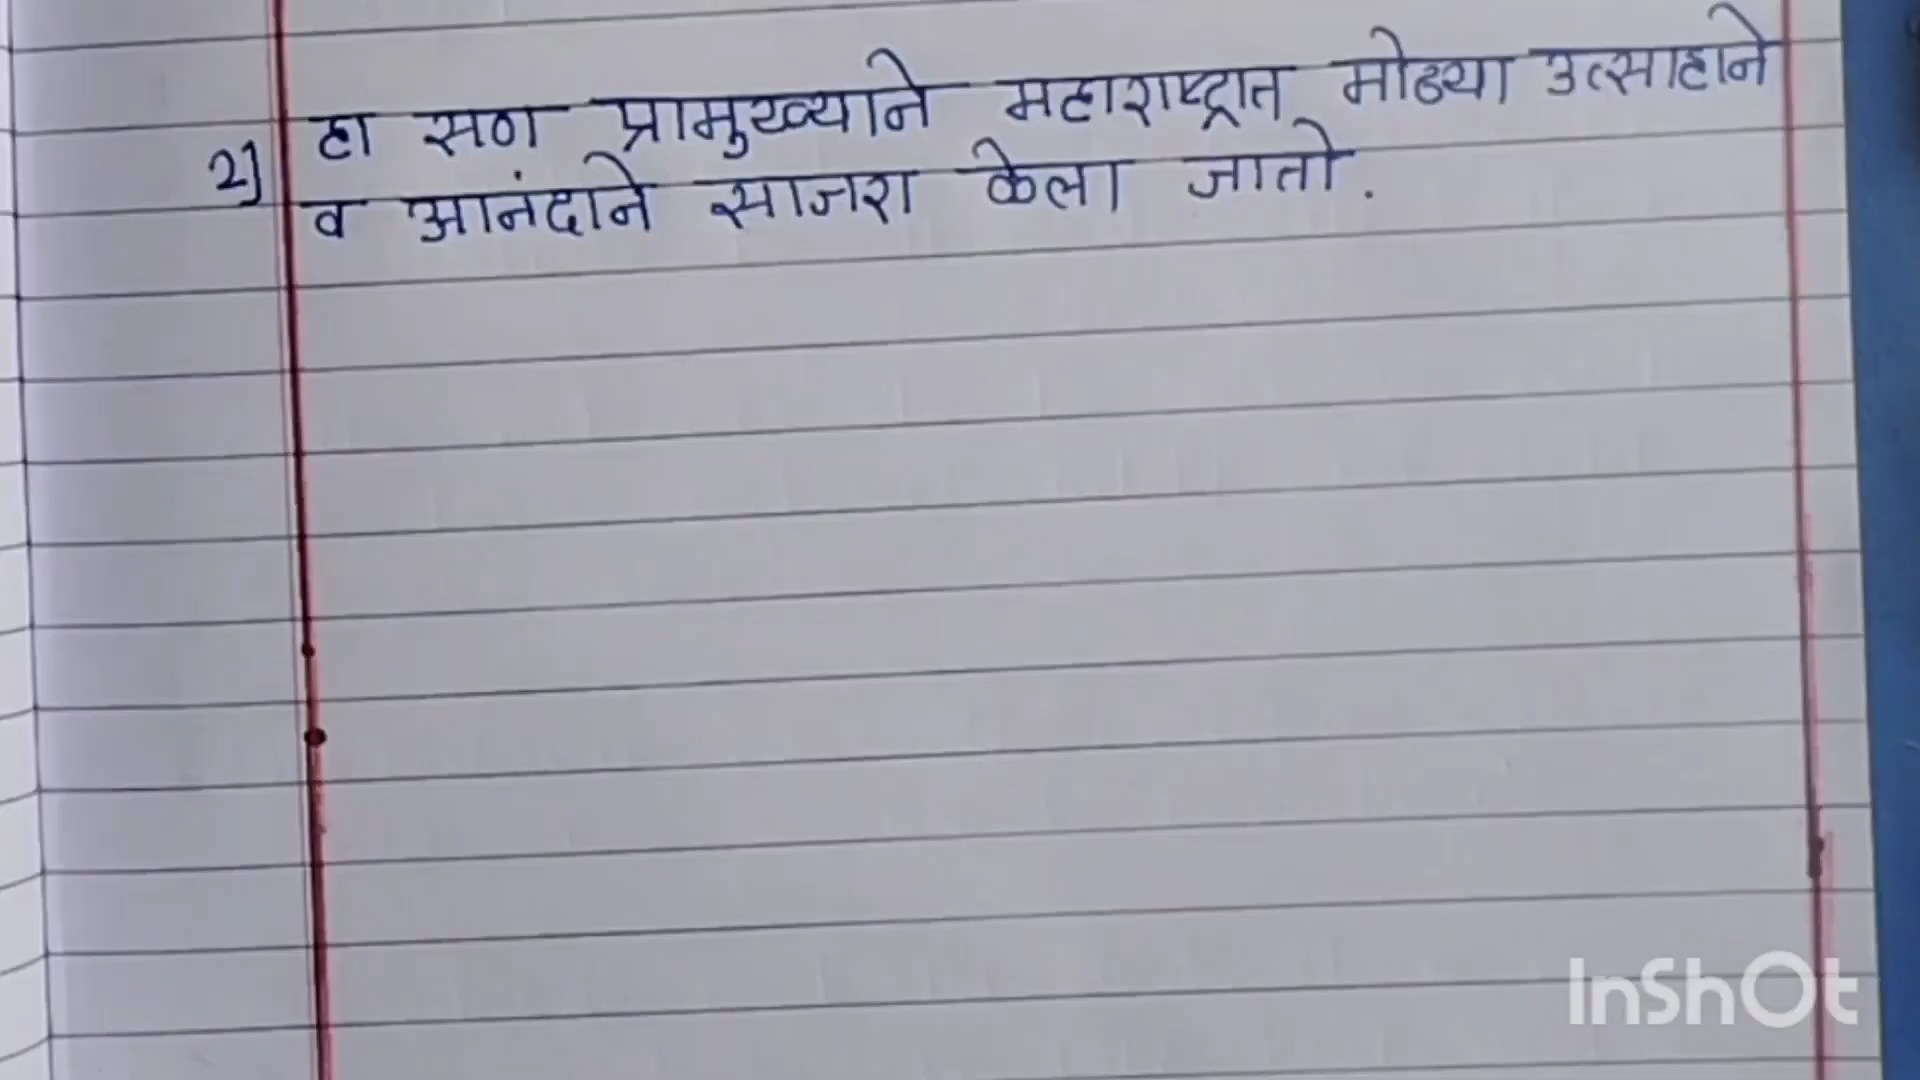 2] हा सण प्रामुख्याने महाराष्ट्रात मोठ्या उत्साहाने
व आनंदाने साजरा केला जातो.
InShOt